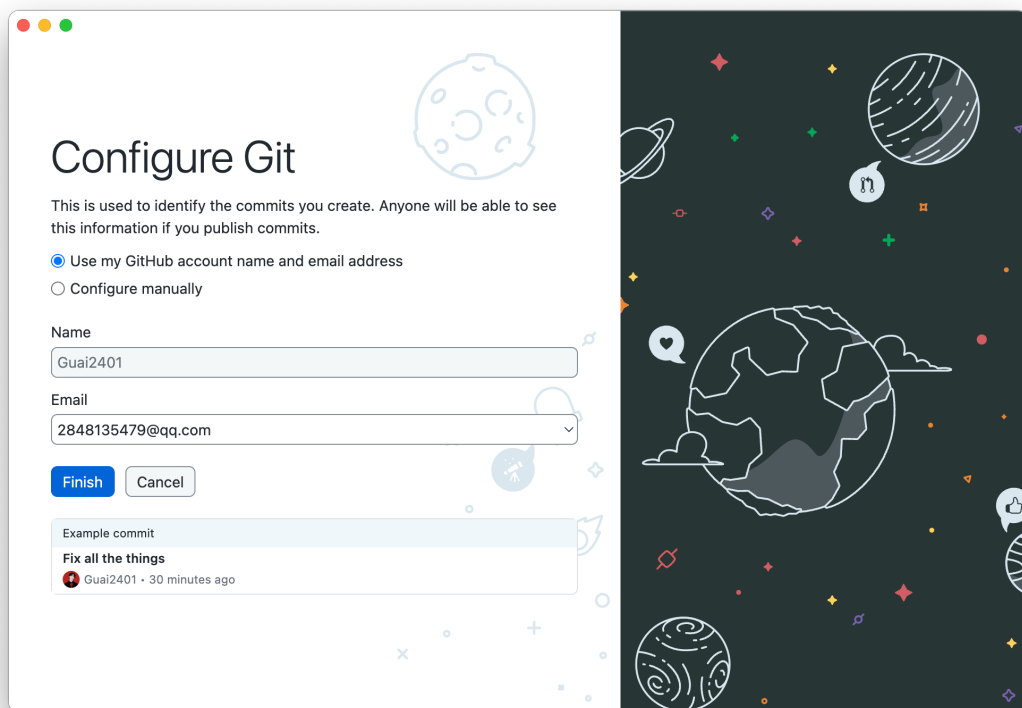 Configure Git
This is used to identify the commits you create. Anyone will be able to see
this information if you publish commits.
Use my GitHub account name and email address
Configure manually
Name
Guai2401
Email
2848135479@qq.com
Finish Cancel
Example commit
Fix all the things
Guai2401 • 30 minutes ago